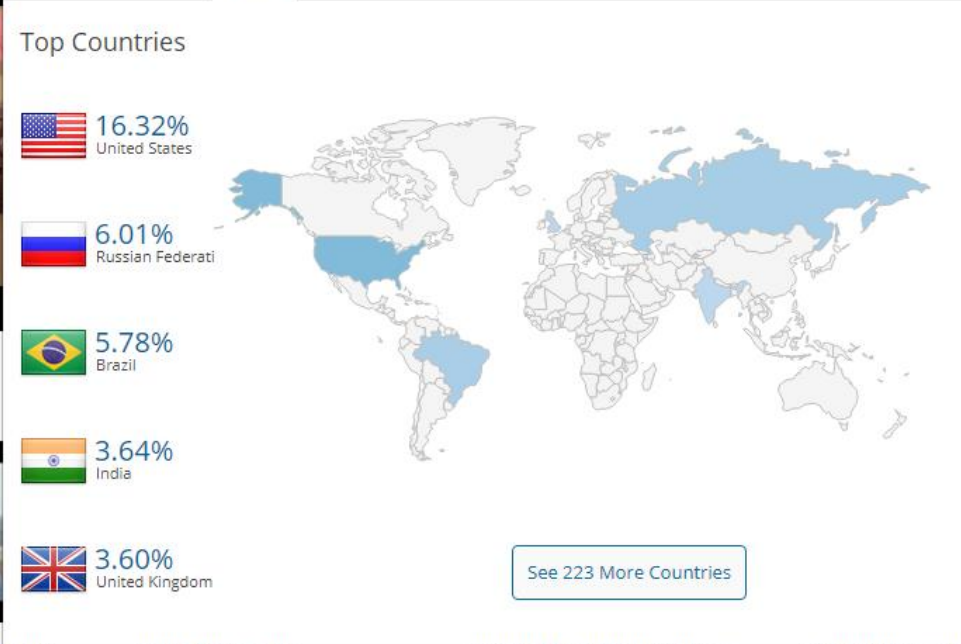 Top Countries
16.32%
United States
6.01%
Russian Federati
5.78%
Brazil
3.64%
India
3.60%
United Kingdom
See 223 More Countries